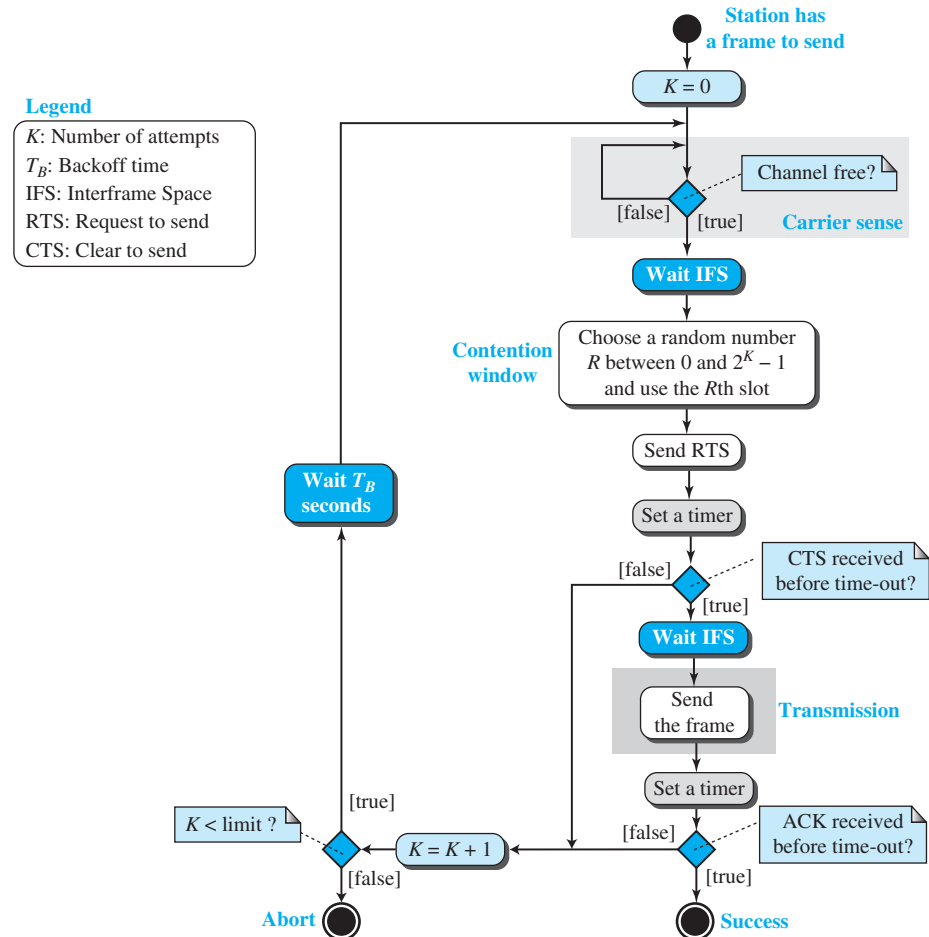 Station has
a frame to send
K = 0
Legend
K: Number of attempts
T_B: Backoff time
IFS: Interframe Space
RTS: Request to send
CTS: Clear to send
Channel free?
[false]
[true]
Carrier sense
Wait IFS
Contention
window
Choose a random number
R between 0 and 2^K − 1
and use the Rth slot
Send RTS
Wait T_B
seconds
Set a timer
CTS received
before time-out?
[false]
[true]
Wait IFS
Send
the frame
Transmission
Set a timer
ACK received
before time-out?
[false]
[true]
K = K + 1
K < limit ?
[true]
[false]
Abort
Success